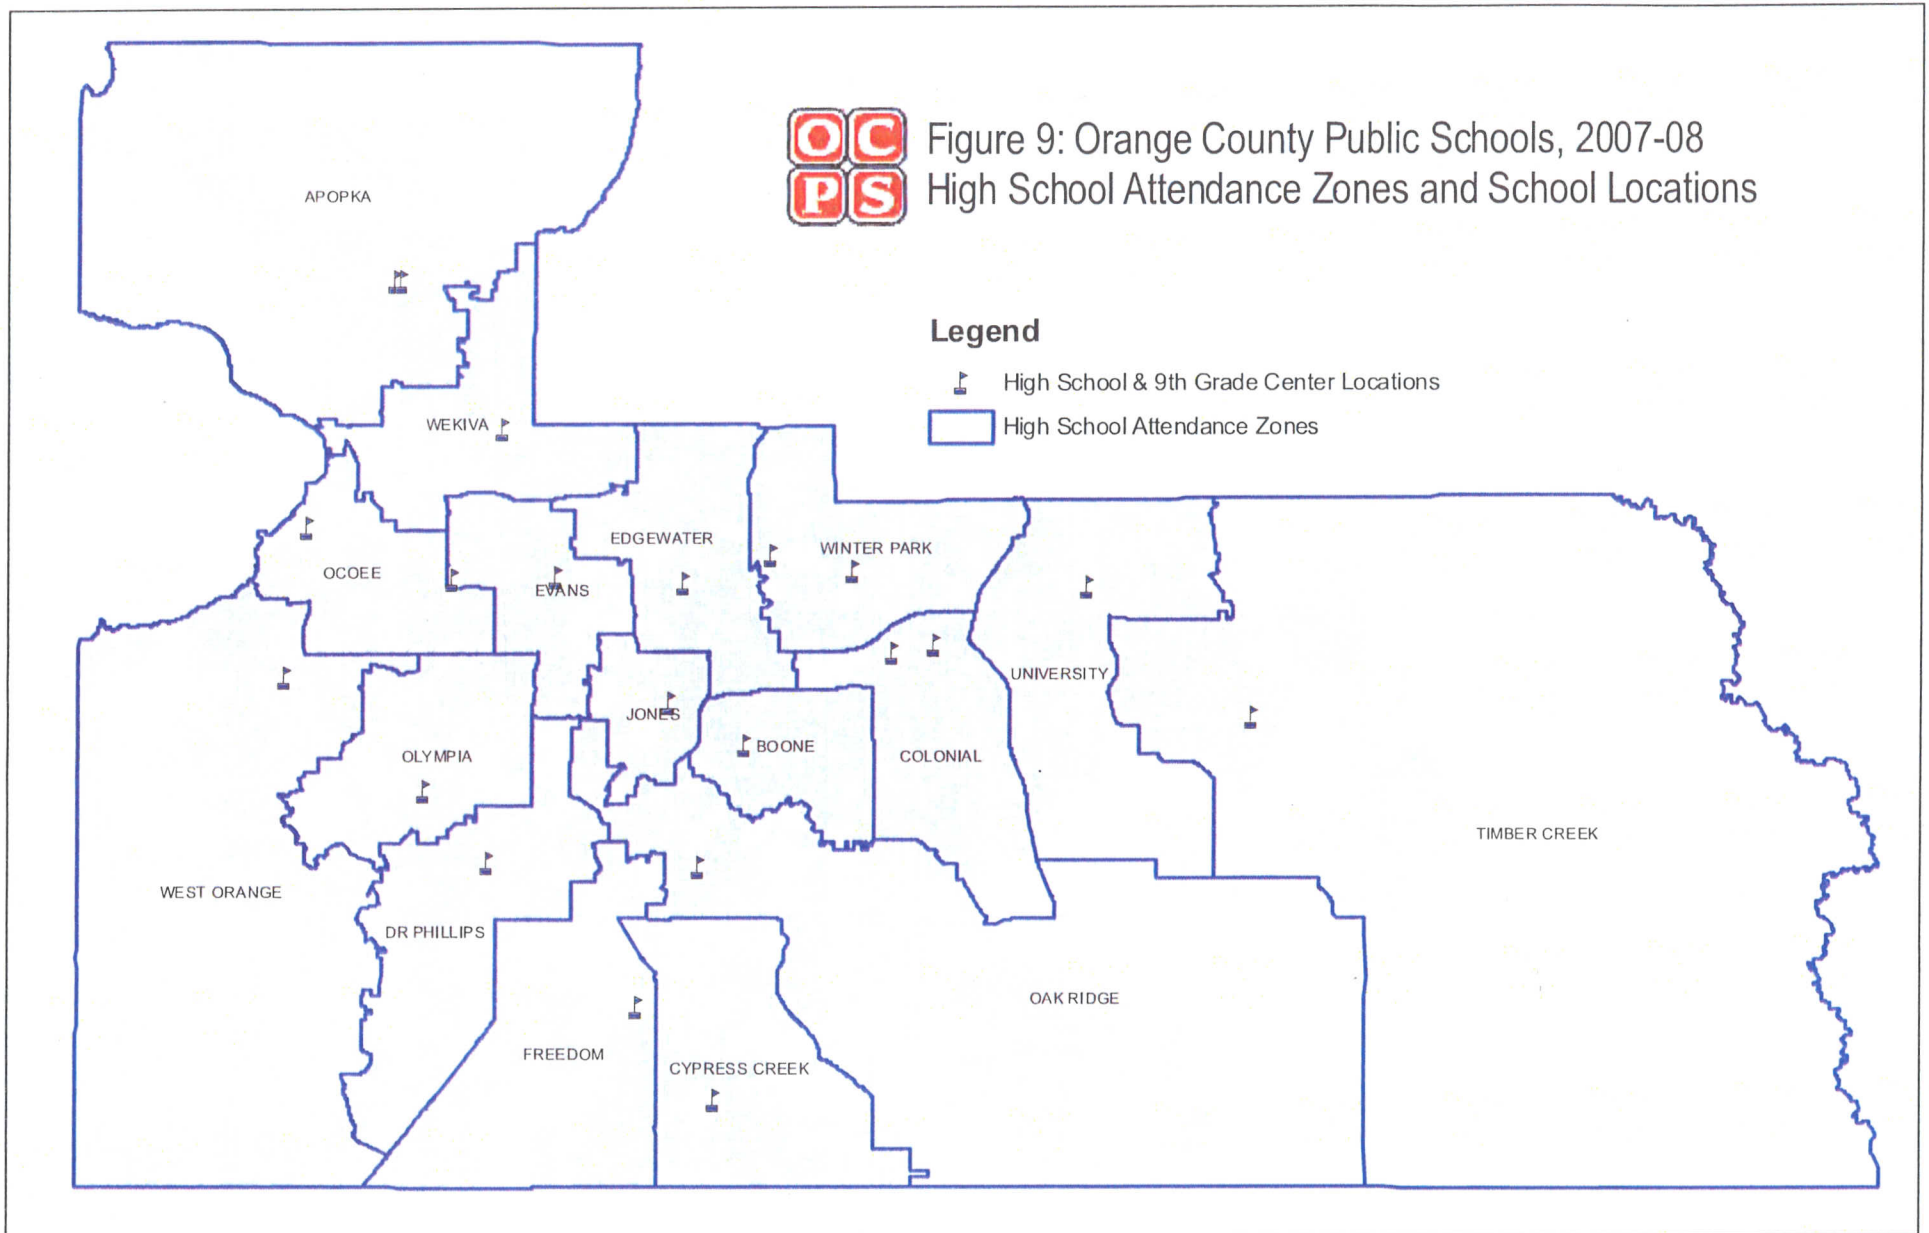 OC
PS
Figure 9: Orange County Public Schools, 2007-08
High School Attendance Zones and School Locations
Legend
High School & 9th Grade Center Locations
High School Attendance Zones
APOPKA
WEKIVA
EDGEWATER
WINTER PARK
OCOEE
EVANS
UNIVERSITY
JONES
BOONE
OLYMPIA
COLONIAL
TIMBER CREEK
WEST ORANGE
DR PHILLIPS
OAK RIDGE
FREEDOM
CYPRESS CREEK